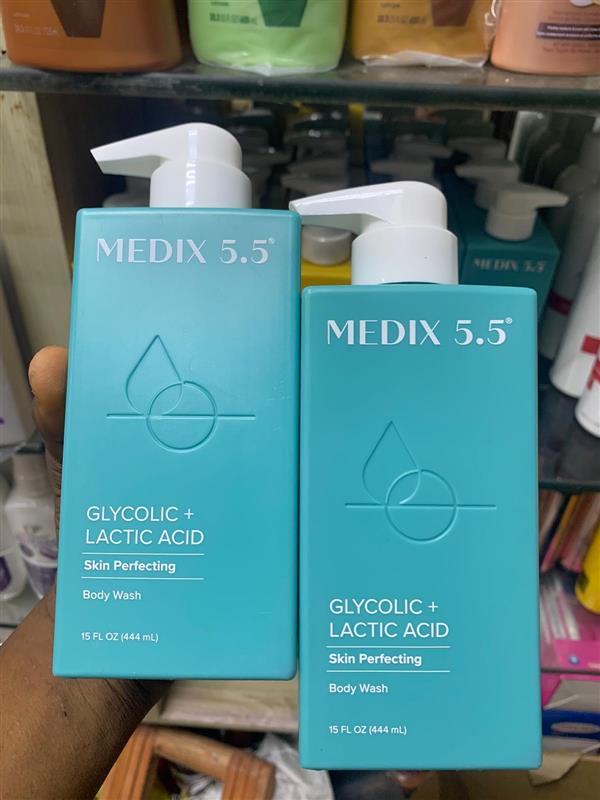 MEDIX 5.5®
GLYCOLIC +
LACTIC ACID
Skin Perfecting
Body Wash
15 FL OZ (444 mL)
MEDIX 5.5®
GLYCOLIC +
LACTIC ACID
Skin Perfecting
Body Wash
15 FL OZ (444 mL)
MEDIX 5.5